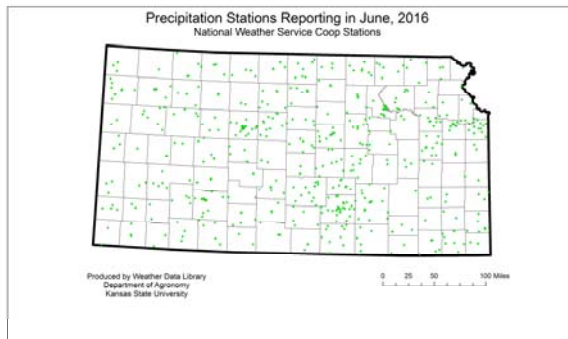 Precipitation Stations Reporting in June, 2016
National Weather Service Coop Stations
Produced by Weather Data Library
Department of Agronomy
Kansas State University
0 25 50 100 Miles